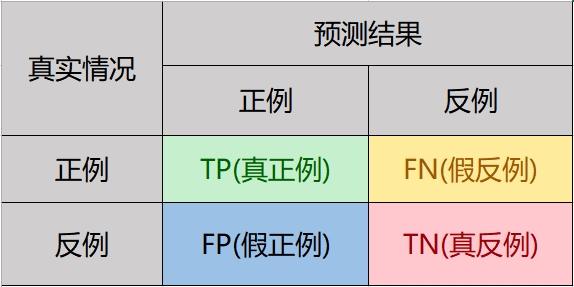 真实情况
预测结果
正例
反例
正例
TP(真正例)
FN(假反例)
反例
FP(假正例)
TN(真反例)